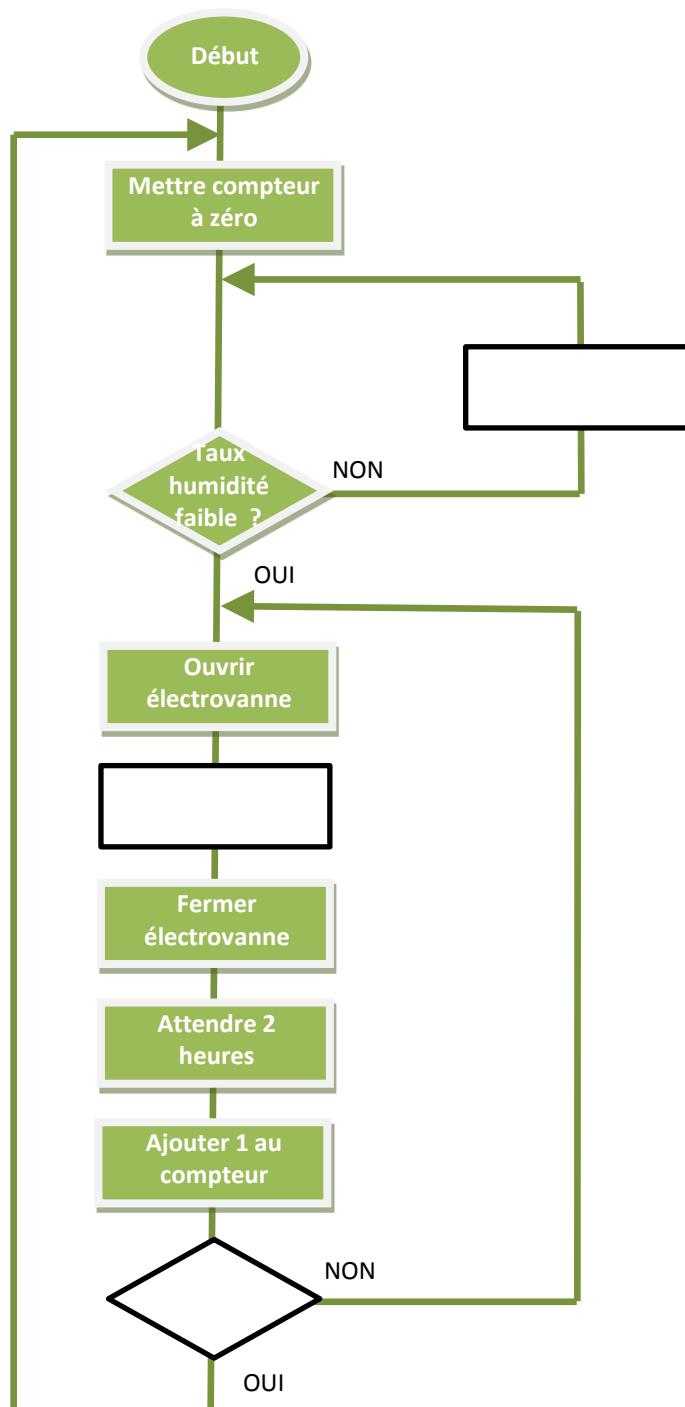 Début
Mettre compteur
à zéro
Taux
humidité
faible ?
NON
OUI
Ouvrir
électrovanne
Fermer
électrovanne
Attendre 2
heures
Ajouter 1 au
compteur
NON
OUI